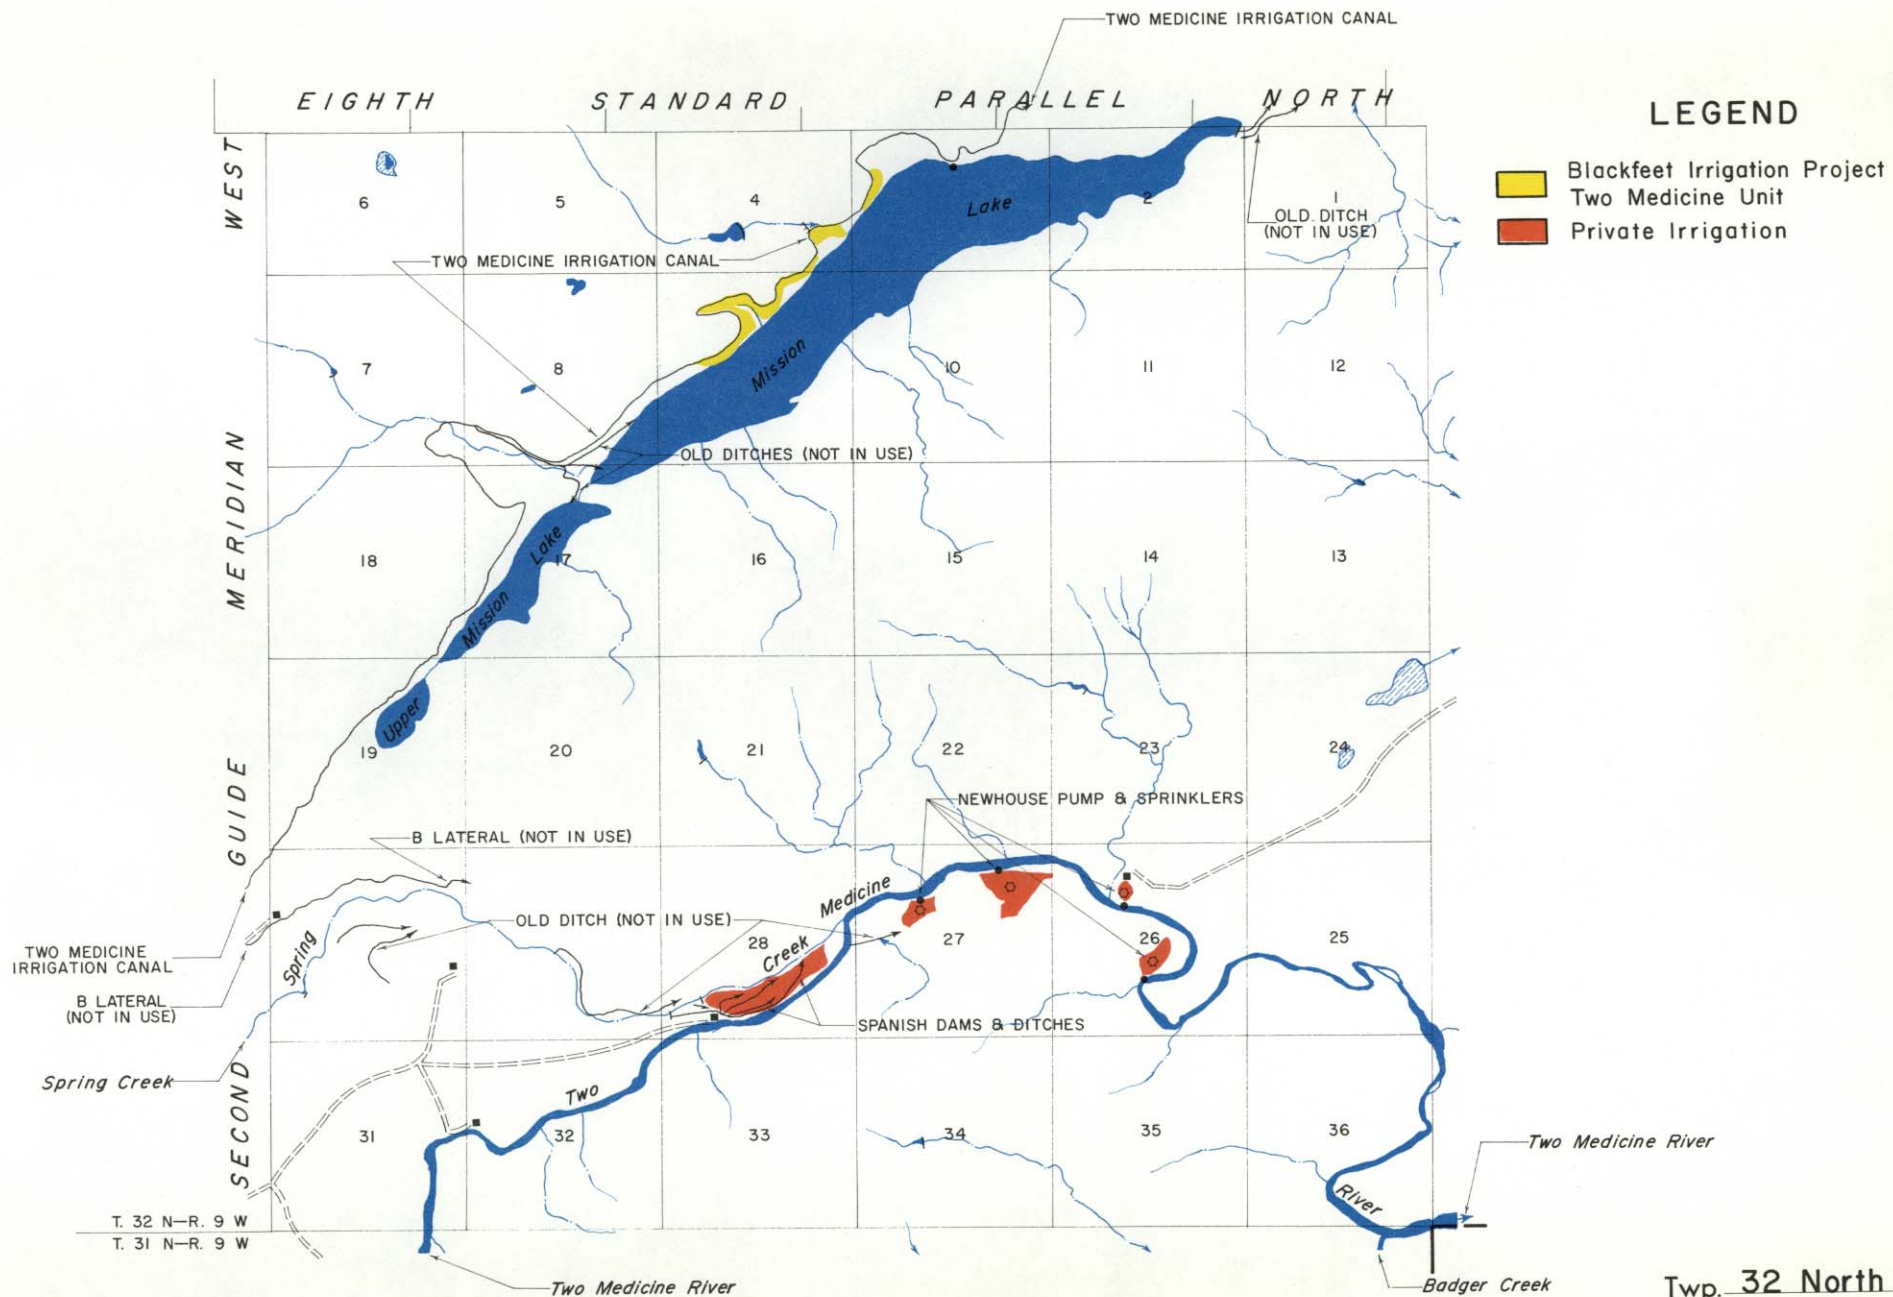 TWO MEDICINE IRRIGATION CANAL
EIGHTH STANDARD PARALLEL NORTH
LEGEND
Blackfeet Irrigation Project
Two Medicine Unit
Private Irrigation
SECOND GUIDE MERIDIAN WEST
6
5
4
Lake
2
1
OLD DITCH
(NOT IN USE)
TWO MEDICINE IRRIGATION CANAL
7
8
Mission
10
11
12
OLD DITCHES (NOT IN USE)
18
17
Upper Mission Lake
16
15
14
13
19
20
21
22
23
24
NEWHOUSE PUMP & SPRINKLERS
B LATERAL (NOT IN USE)
Medicine
OLD DITCH (NOT IN USE)
TWO MEDICINE
IRRIGATION CANAL
Spring
28
Creek
27
26
25
B LATERAL
(NOT IN USE)
SPANISH DAMS & DITCHES
Spring Creek
Two
31
32
33
34
35
36
Two Medicine River
River
T. 32 N—R. 9 W
T. 31 N—R. 9 W
Two Medicine River
Badger Creek
Twp. 32 North